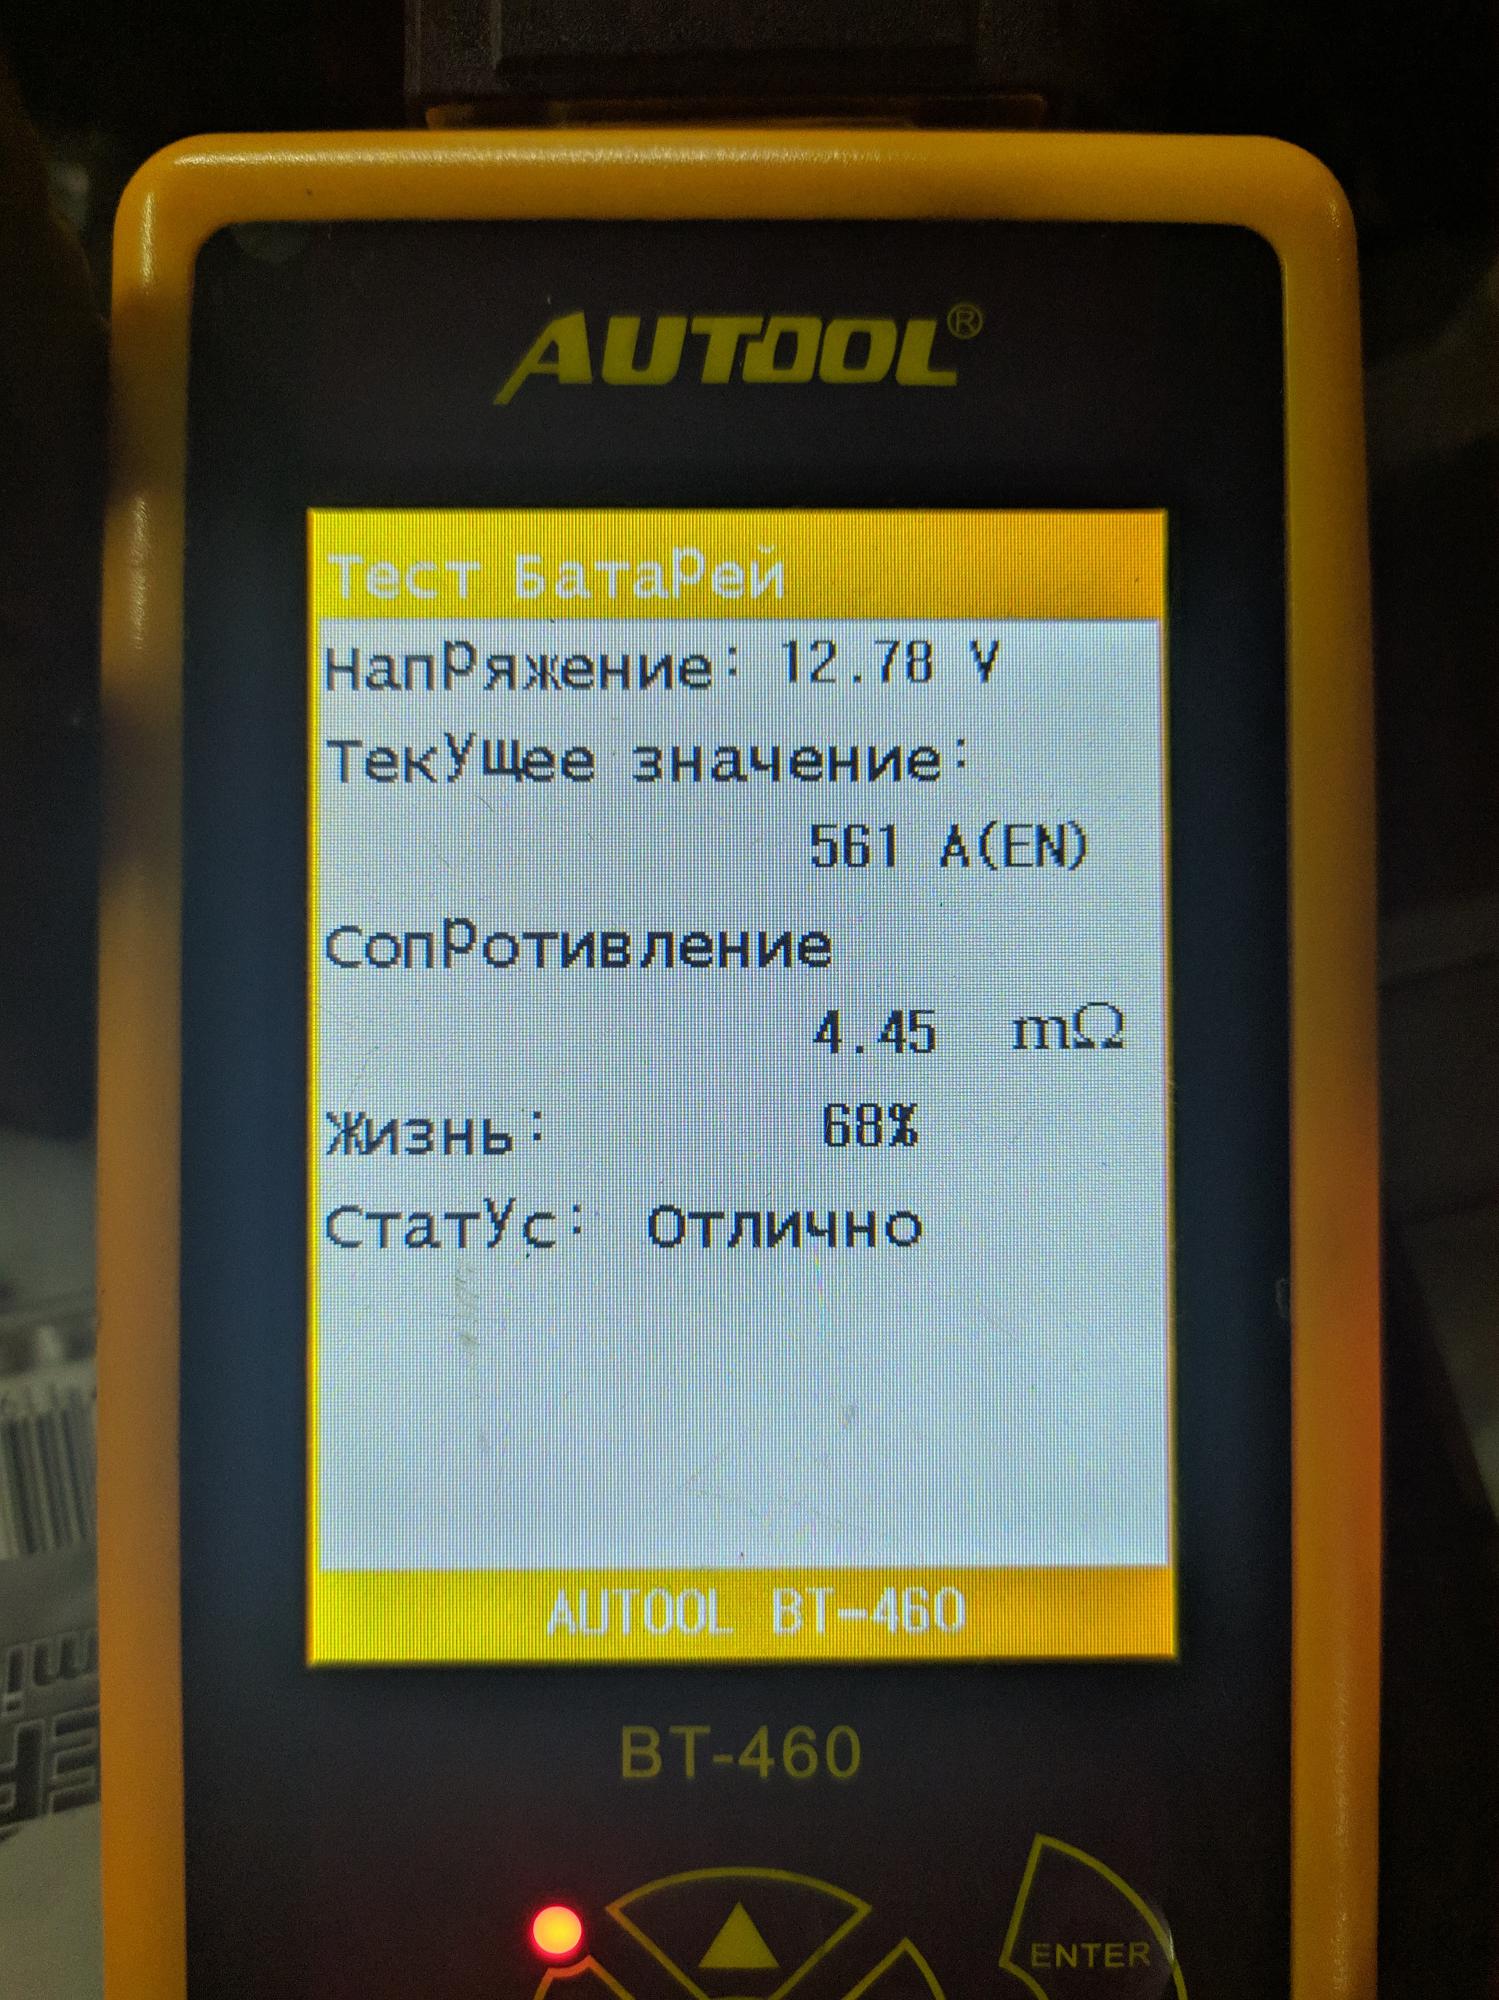 AUTOOL®
Тест БатаРей
НапРяжение: 12.78 V
ТекУщее значение:
561 A(EN)
СопРотивление
4.45 mΩ
Жизнь: 68%
СтатУс: Отлично
AUTOOL BT-460
BT-460
ENTER